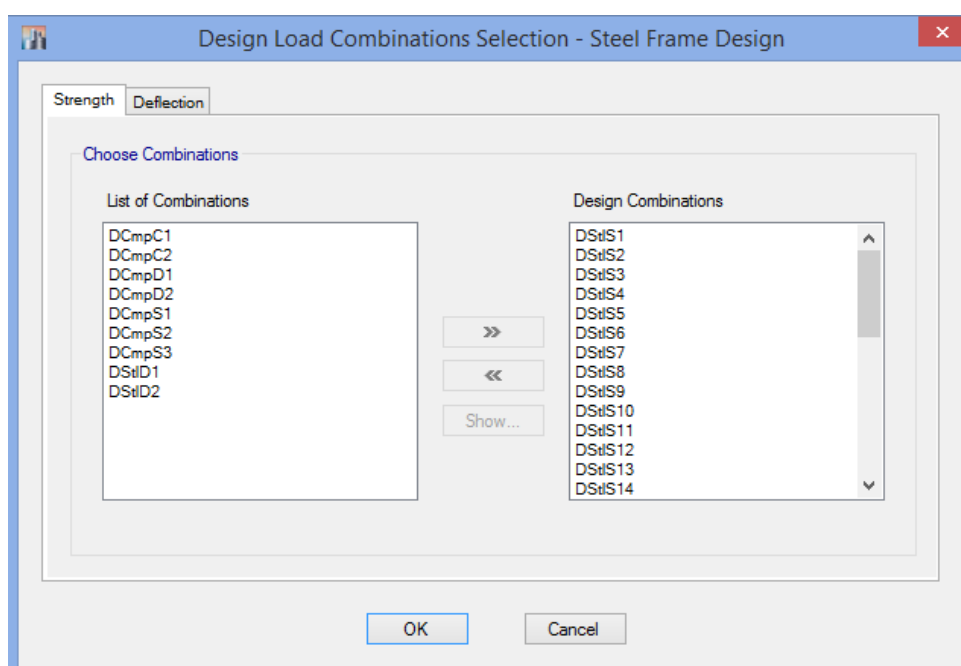 Design Load Combinations Selection - Steel Frame Design
Strength
Deflection
Choose Combinations
List of Combinations
DCmpC1
DCmpC2
DCmpD1
DCmpD2
DCmpS1
DCmpS2
DCmpS3
DStlD1
DStlD2
>>
<<
Show...
Design Combinations
DStlS1
DStlS2
DStlS3
DStlS4
DStlS5
DStlS6
DStlS7
DStlS8
DStlS9
DStlS10
DStlS11
DStlS12
DStlS13
DStlS14
OK
Cancel